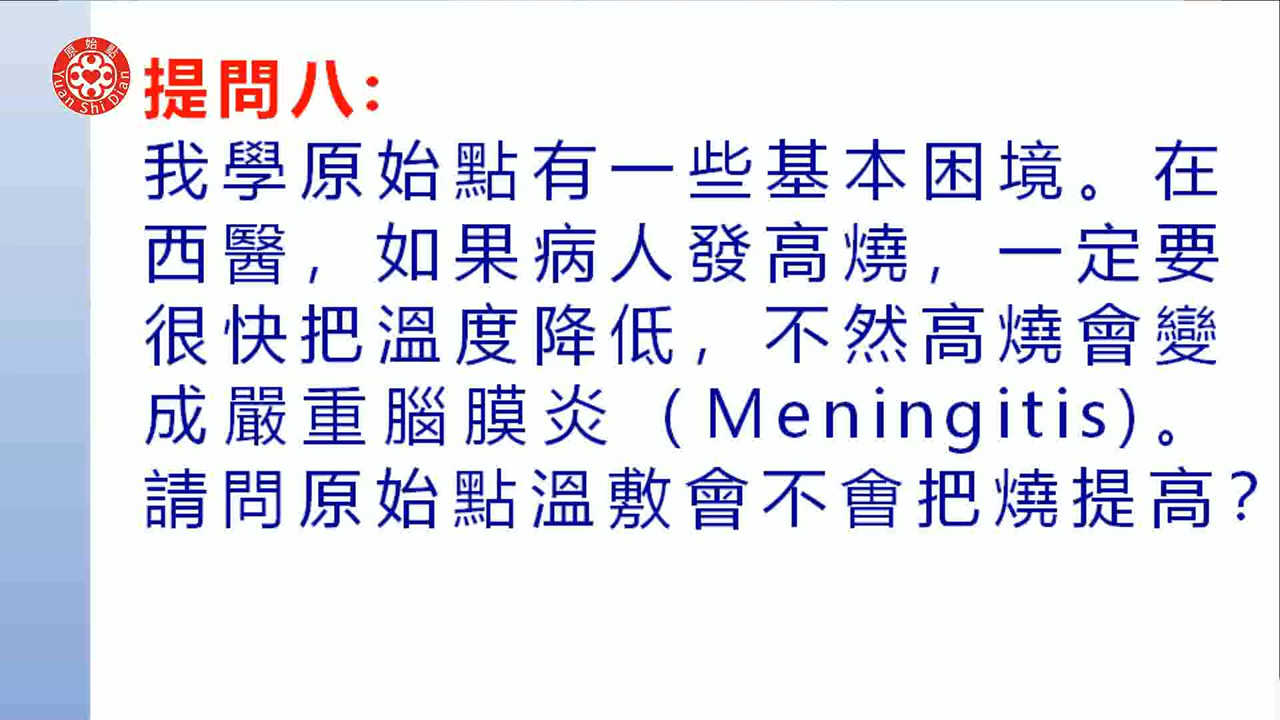 原始點
Yuan Shi Dian
提問八:
我學原始點有一些基本困境。在
西醫,如果病人發高燒,一定要
很快把溫度降低,不然高燒會變
成嚴重腦膜炎(Meningitis)。
請問原始點溫敷會不會把燒提高?